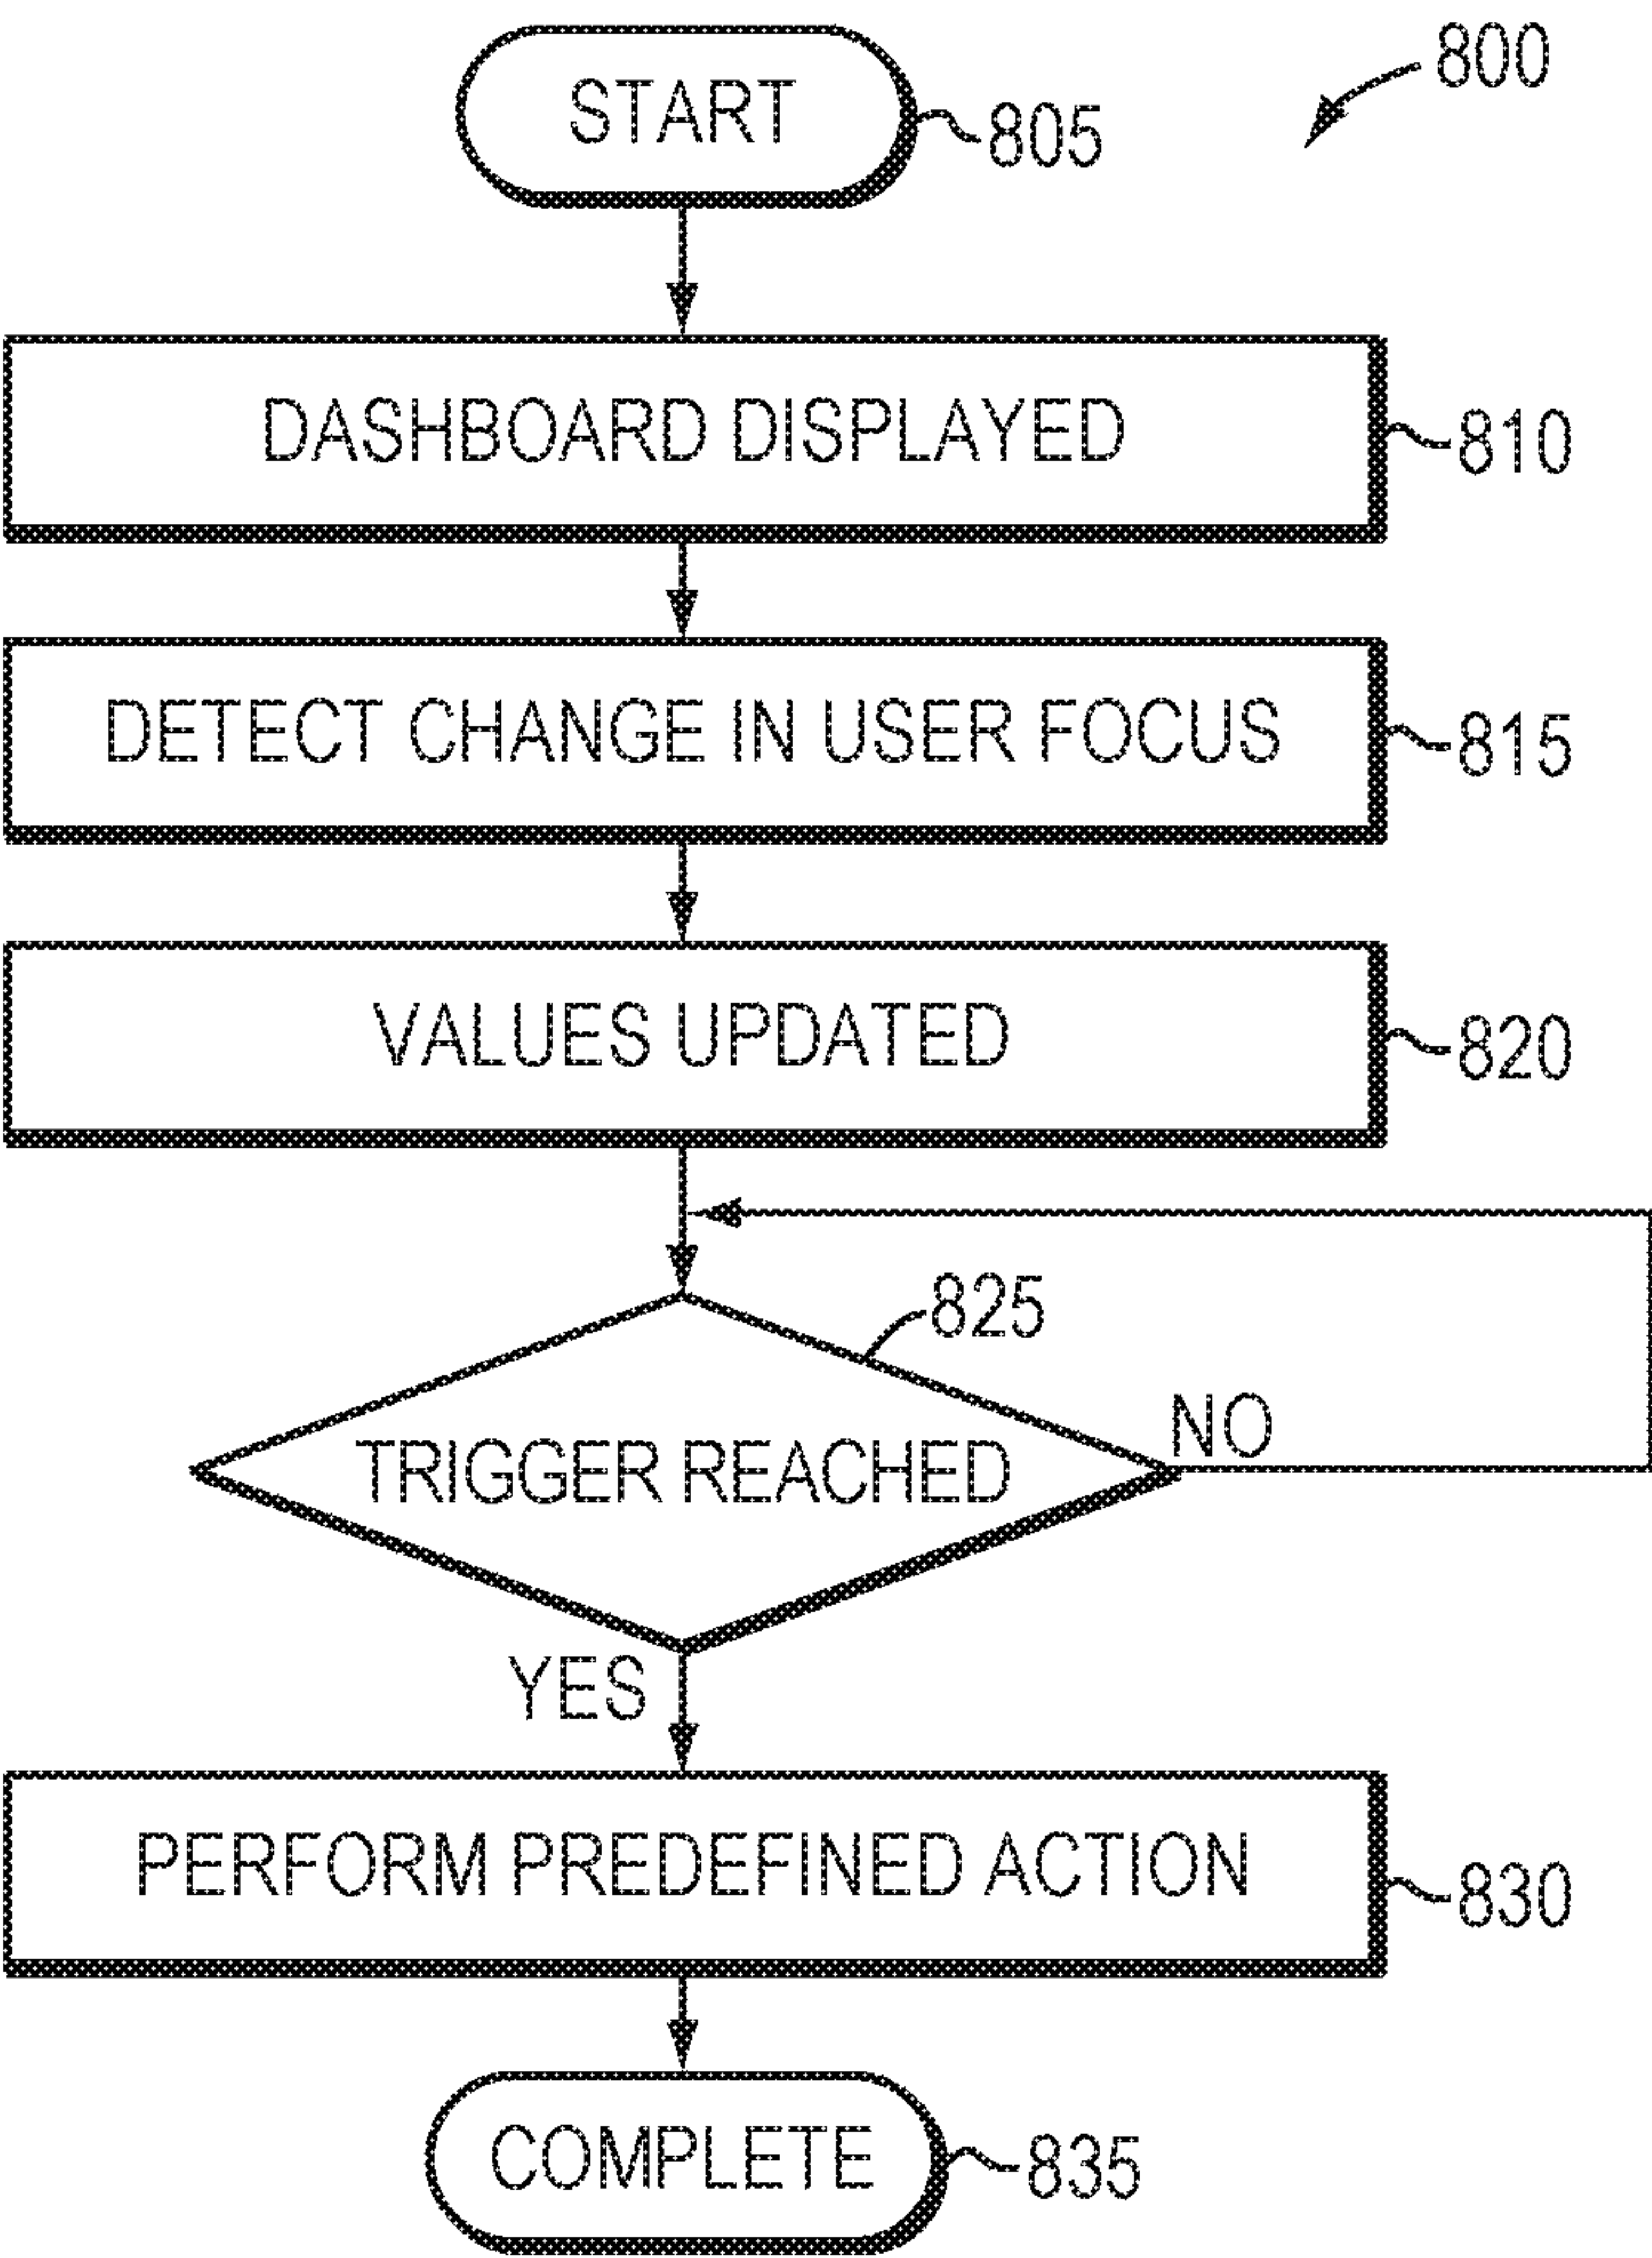 800
START
805
DASHBOARD DISPLAYED
810
DETECT CHANGE IN USER FOCUS
815
VALUES UPDATED
820
825
TRIGGER REACHED
NO
YES
PERFORM PREDEFINED ACTION
830
COMPLETE
835